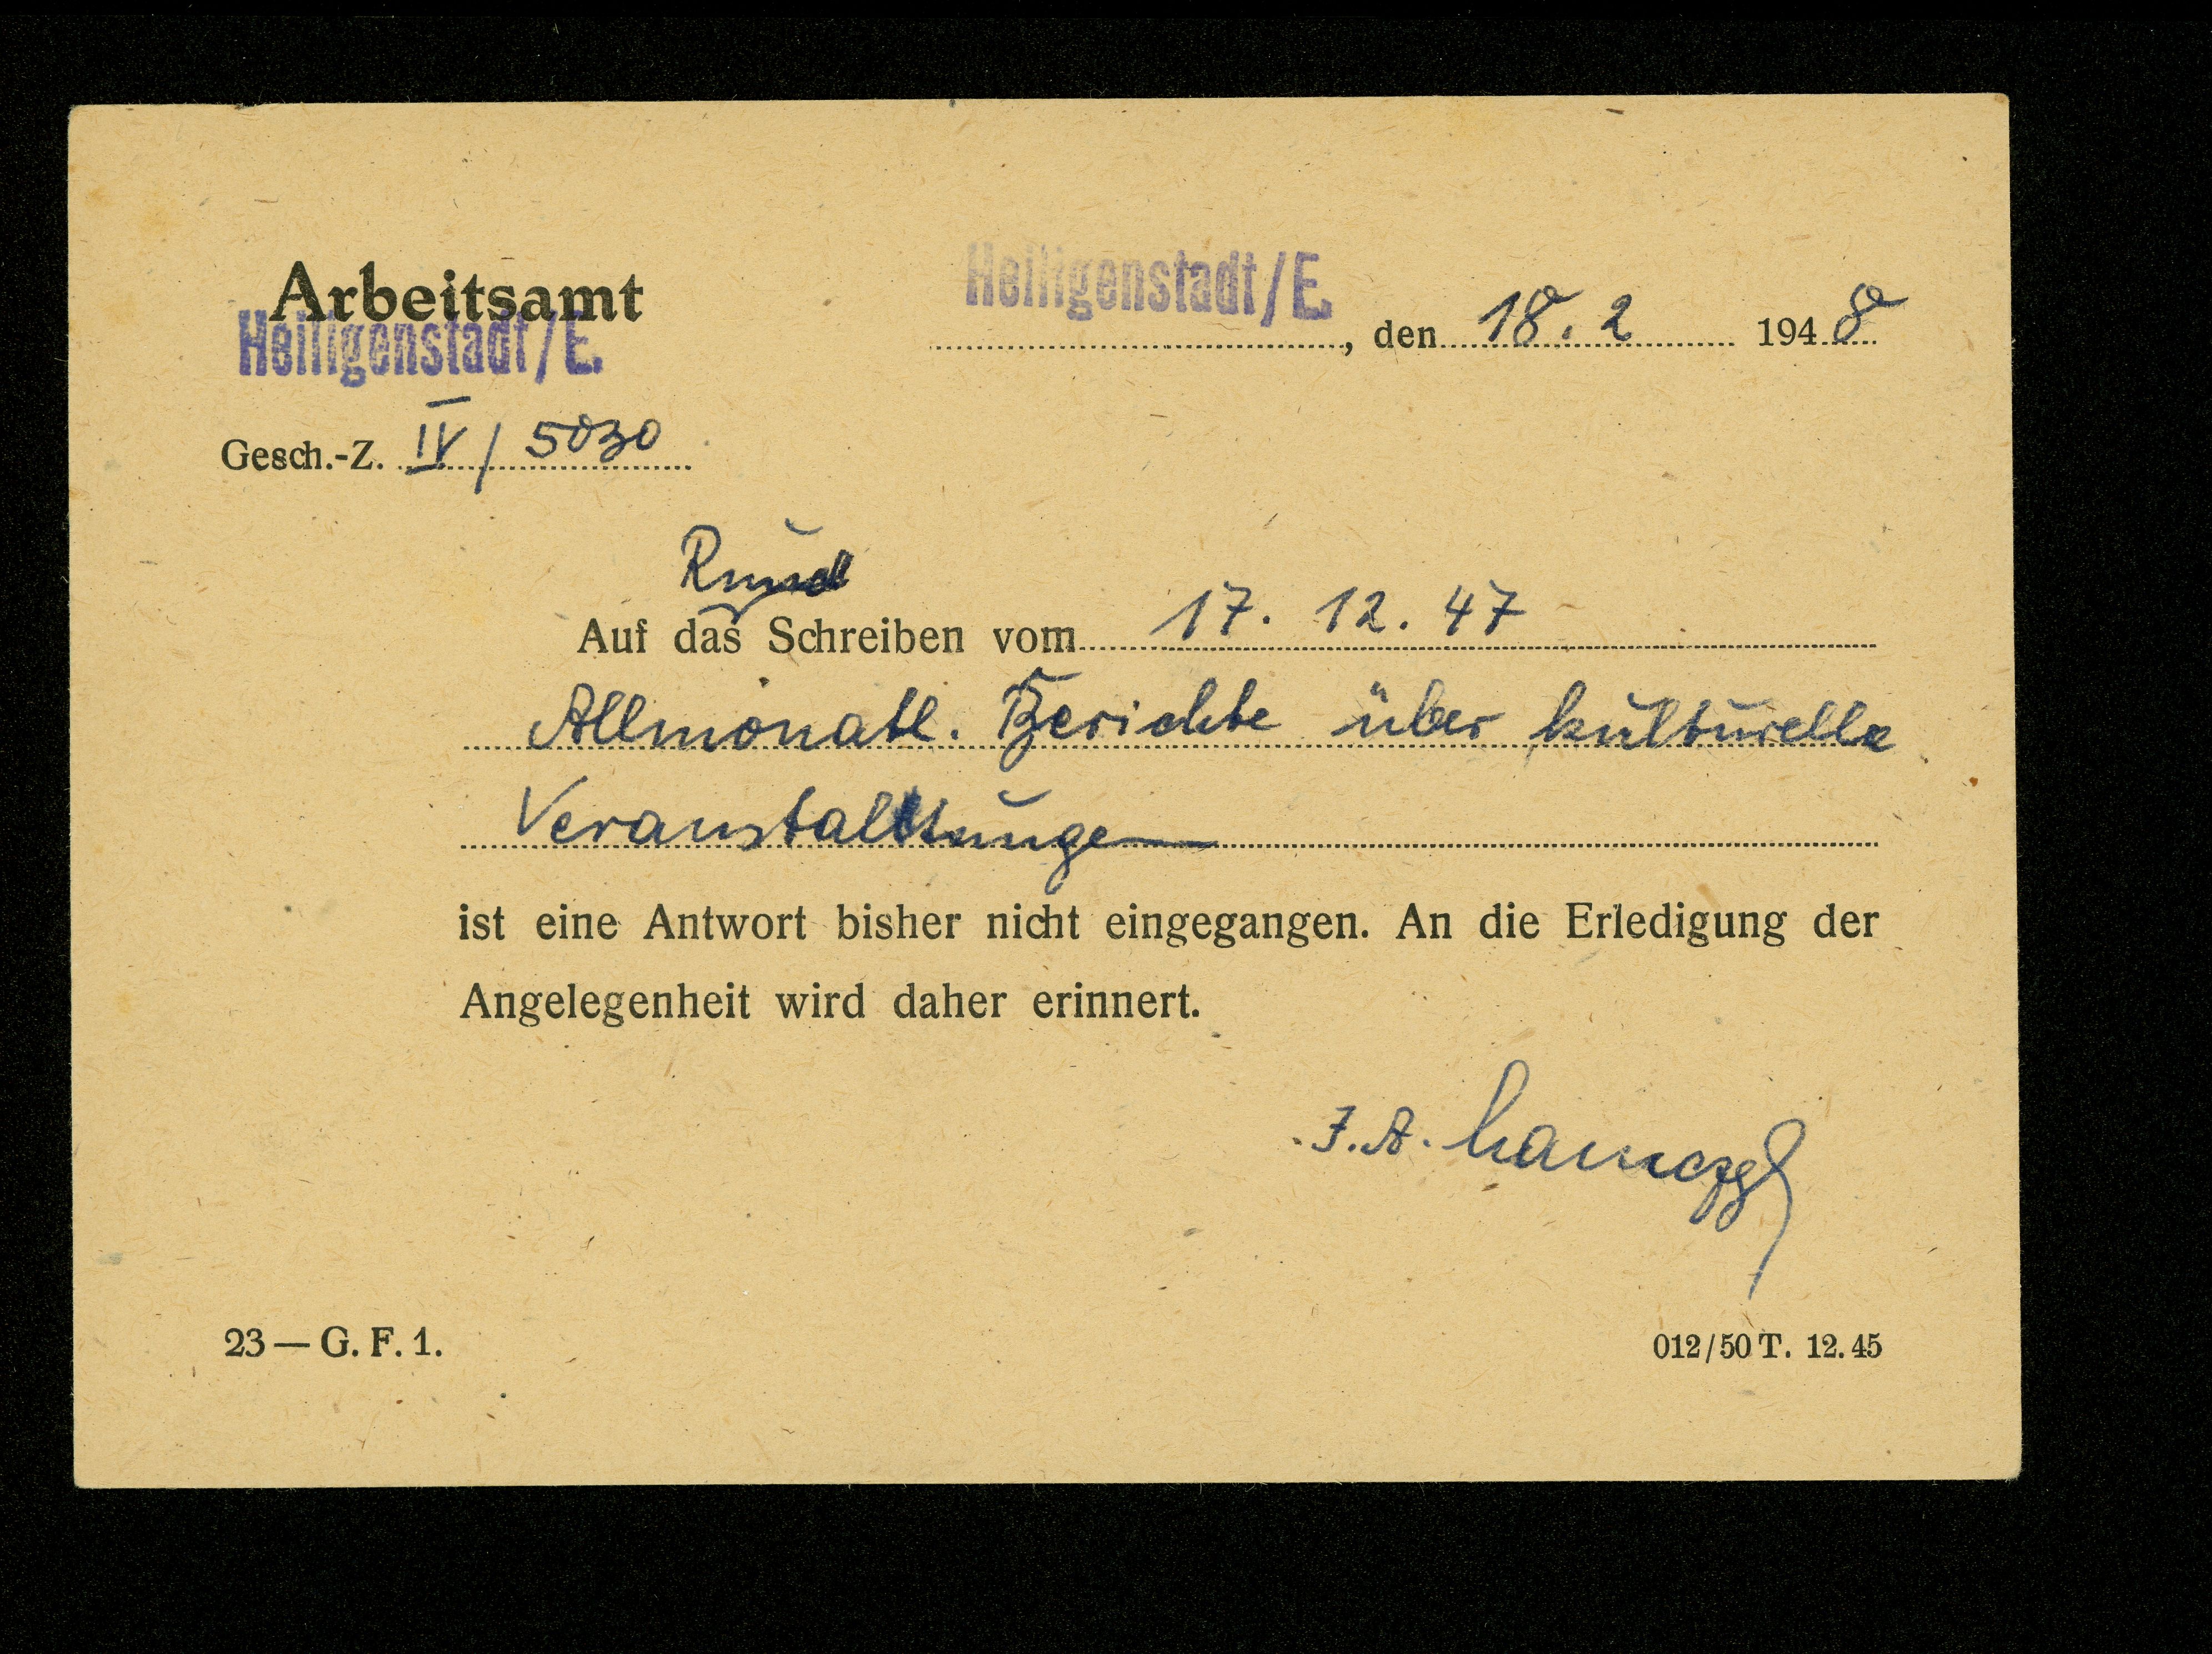 Arbeitsamt
Heiligenstadt/E.
Heiligenstadt/E., den 18. 2 1948
Gesch.-Z. IV / 5030
Rund
Auf das Schreiben vom 17. 12. 47
Allmonatl. Berichte über kulturelle
Veranstaltungen
ist eine Antwort bisher nicht eingegangen. An die Erledigung der
Angelegenheit wird daher erinnert.
I. A.
23 — G. F. 1.
012/50 T. 12. 45